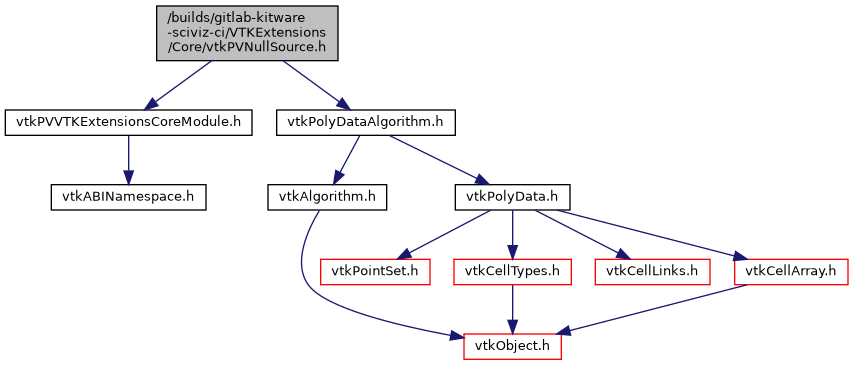 /builds/gitlab-kitware
-sciviz-ci/VTKExtensions
/Core/vtkPVNullSource.h
vtkPVVTKExtensionsCoreModule.h
vtkPolyDataAlgorithm.h
vtkABINamespace.h
vtkAlgorithm.h
vtkPolyData.h
vtkPointSet.h
vtkCellTypes.h
vtkCellLinks.h
vtkCellArray.h
vtkObject.h